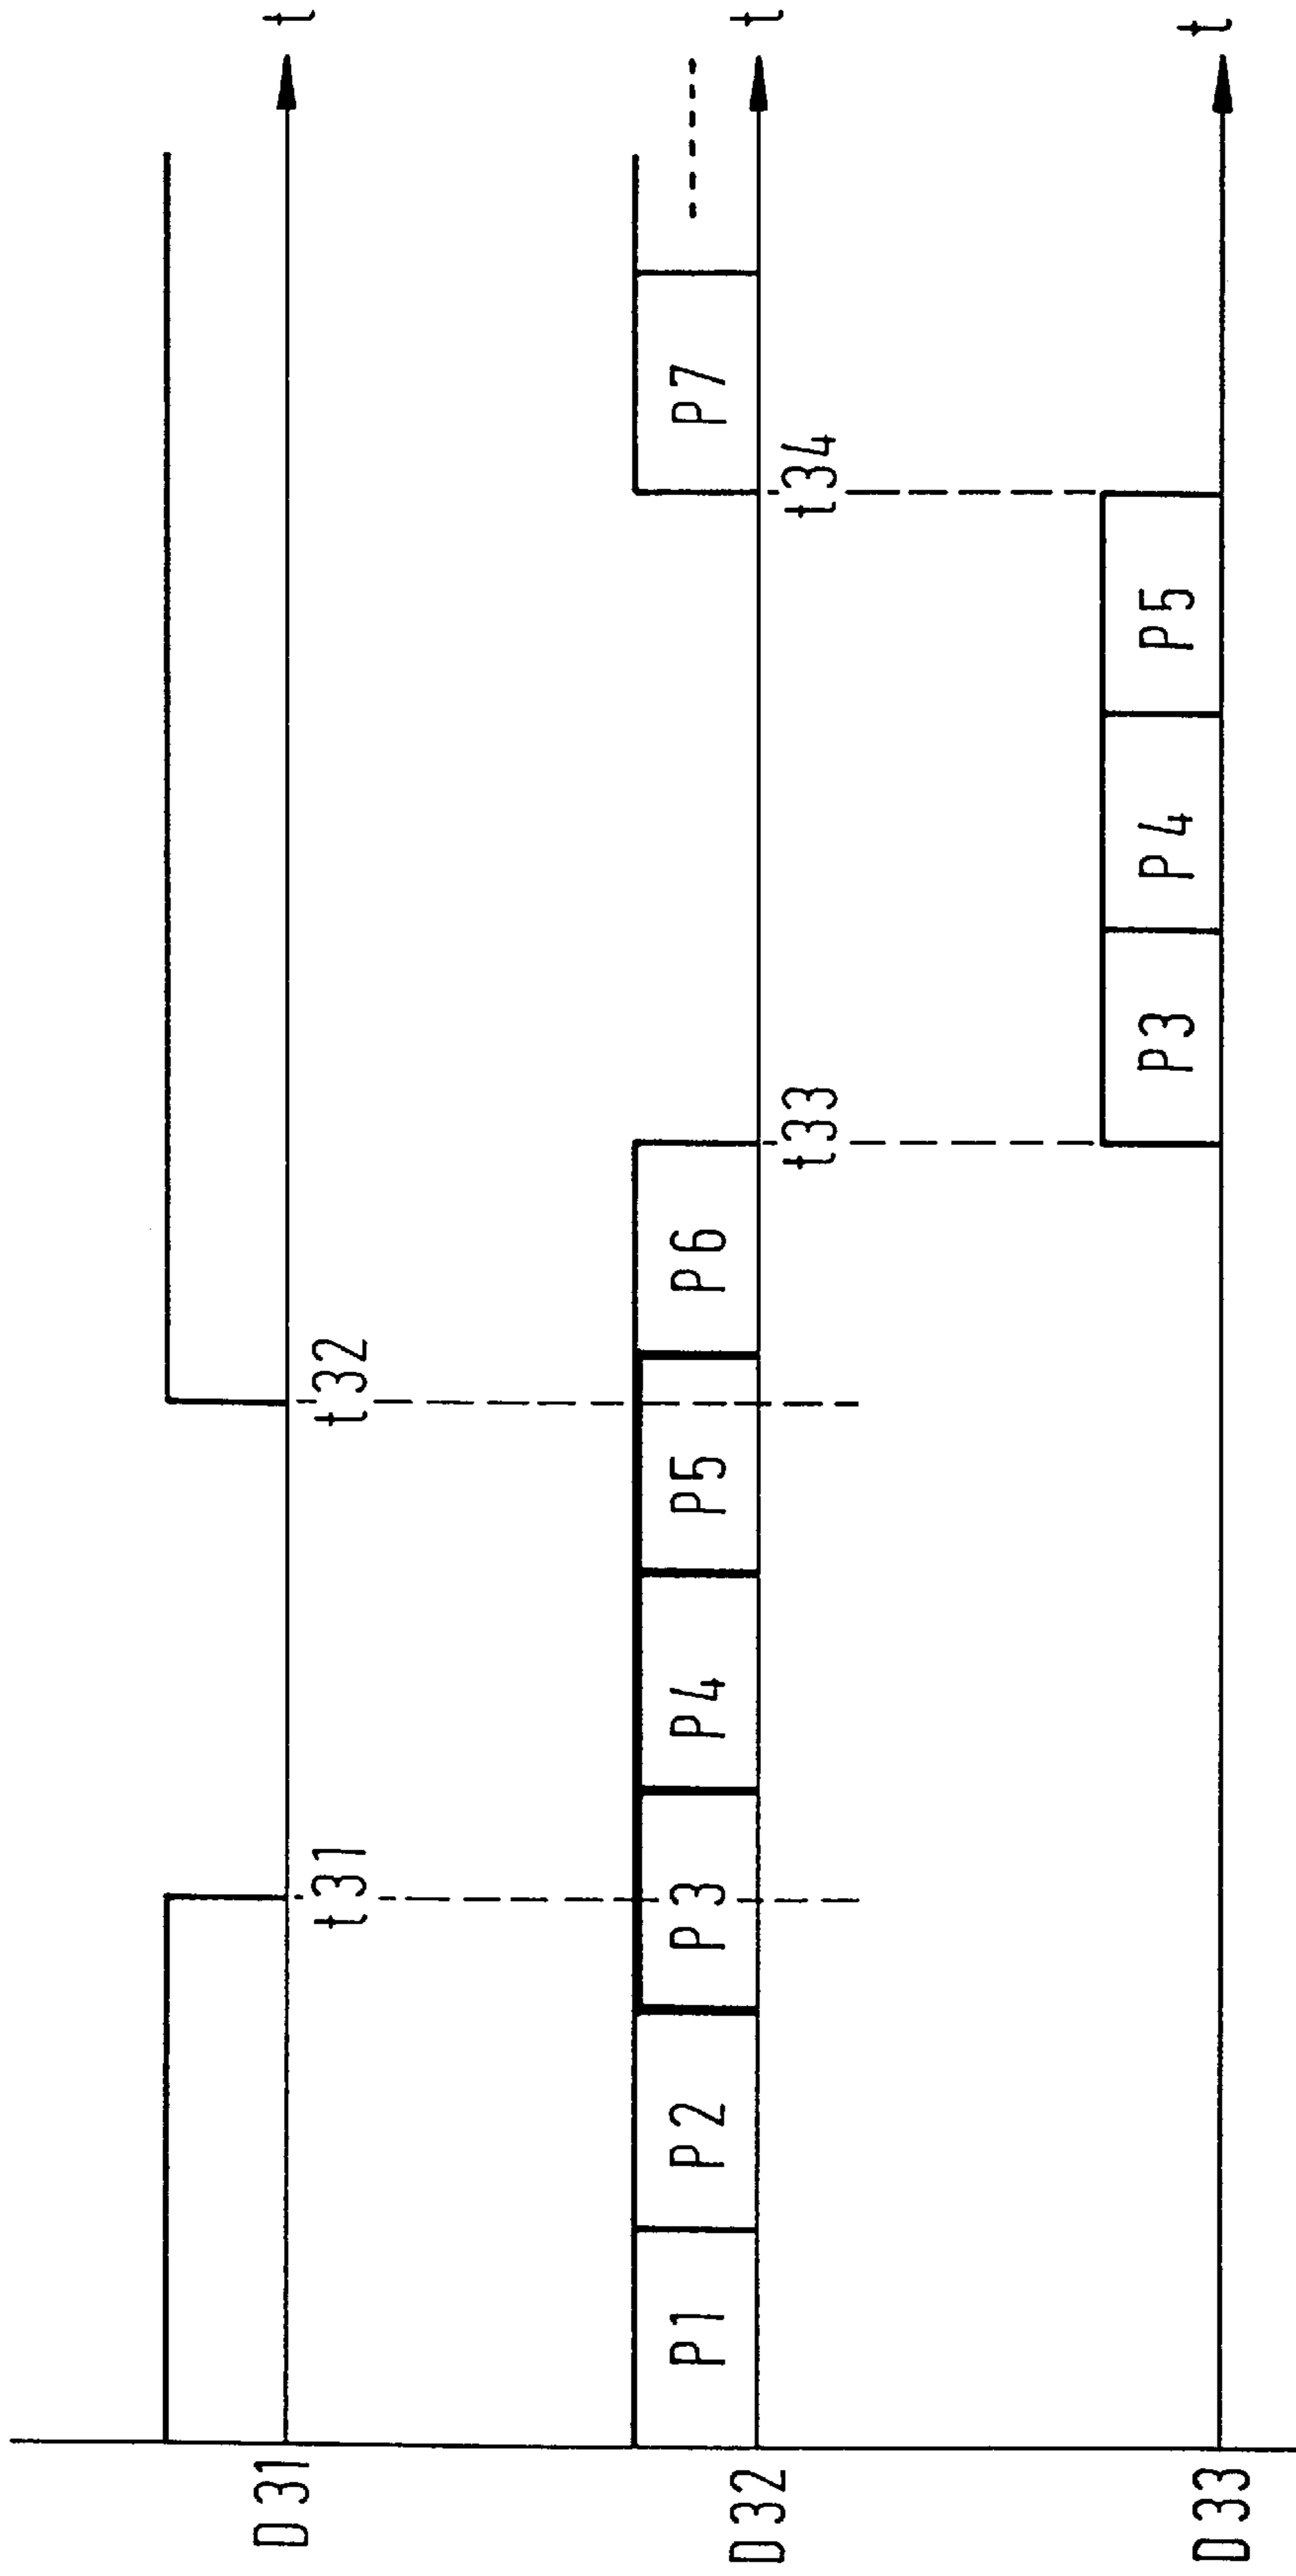 D31
t31
t32
t
D32
P1 P2 P3 P4 P5 P6 P7
t33
t34
t
D33
P3 P4 P5
t